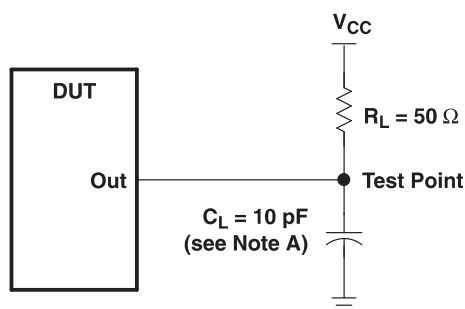 V_CC
DUT
R_L = 50 Ω
Out
Test Point
C_L = 10 pF
(see Note A)